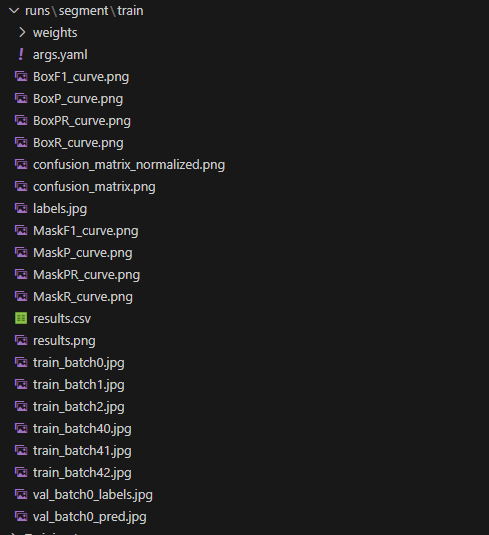 runs\segment\train
weights
! args.yaml
BoxF1_curve.png
BoxP_curve.png
BoxPR_curve.png
BoxR_curve.png
confusion_matrix_normalized.png
confusion_matrix.png
labels.jpg
MaskF1_curve.png
MaskP_curve.png
MaskPR_curve.png
MaskR_curve.png
results.csv
results.png
train_batch0.jpg
train_batch1.jpg
train_batch2.jpg
train_batch40.jpg
train_batch41.jpg
train_batch42.jpg
val_batch0_labels.jpg
val_batch0_pred.jpg